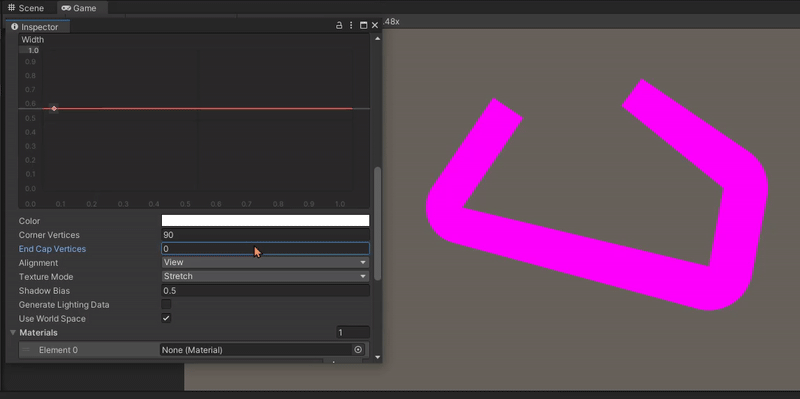 Scene Game
Inspector
.48x
Width
1.0
0.9
0.8
0.7
0.6
0.5
0.4
0.3
0.2
0.1
0.0
0.0 0.1 0.2 0.3 0.4 0.5 0.6 0.7 0.8 0.9 1.0
Color
Corner Vertices 90
End Cap Vertices 0
Alignment View
Texture Mode Stretch
Shadow Bias 0.5
Generate Lighting Data
Use World Space
Materials 1
Element 0 None (Material)